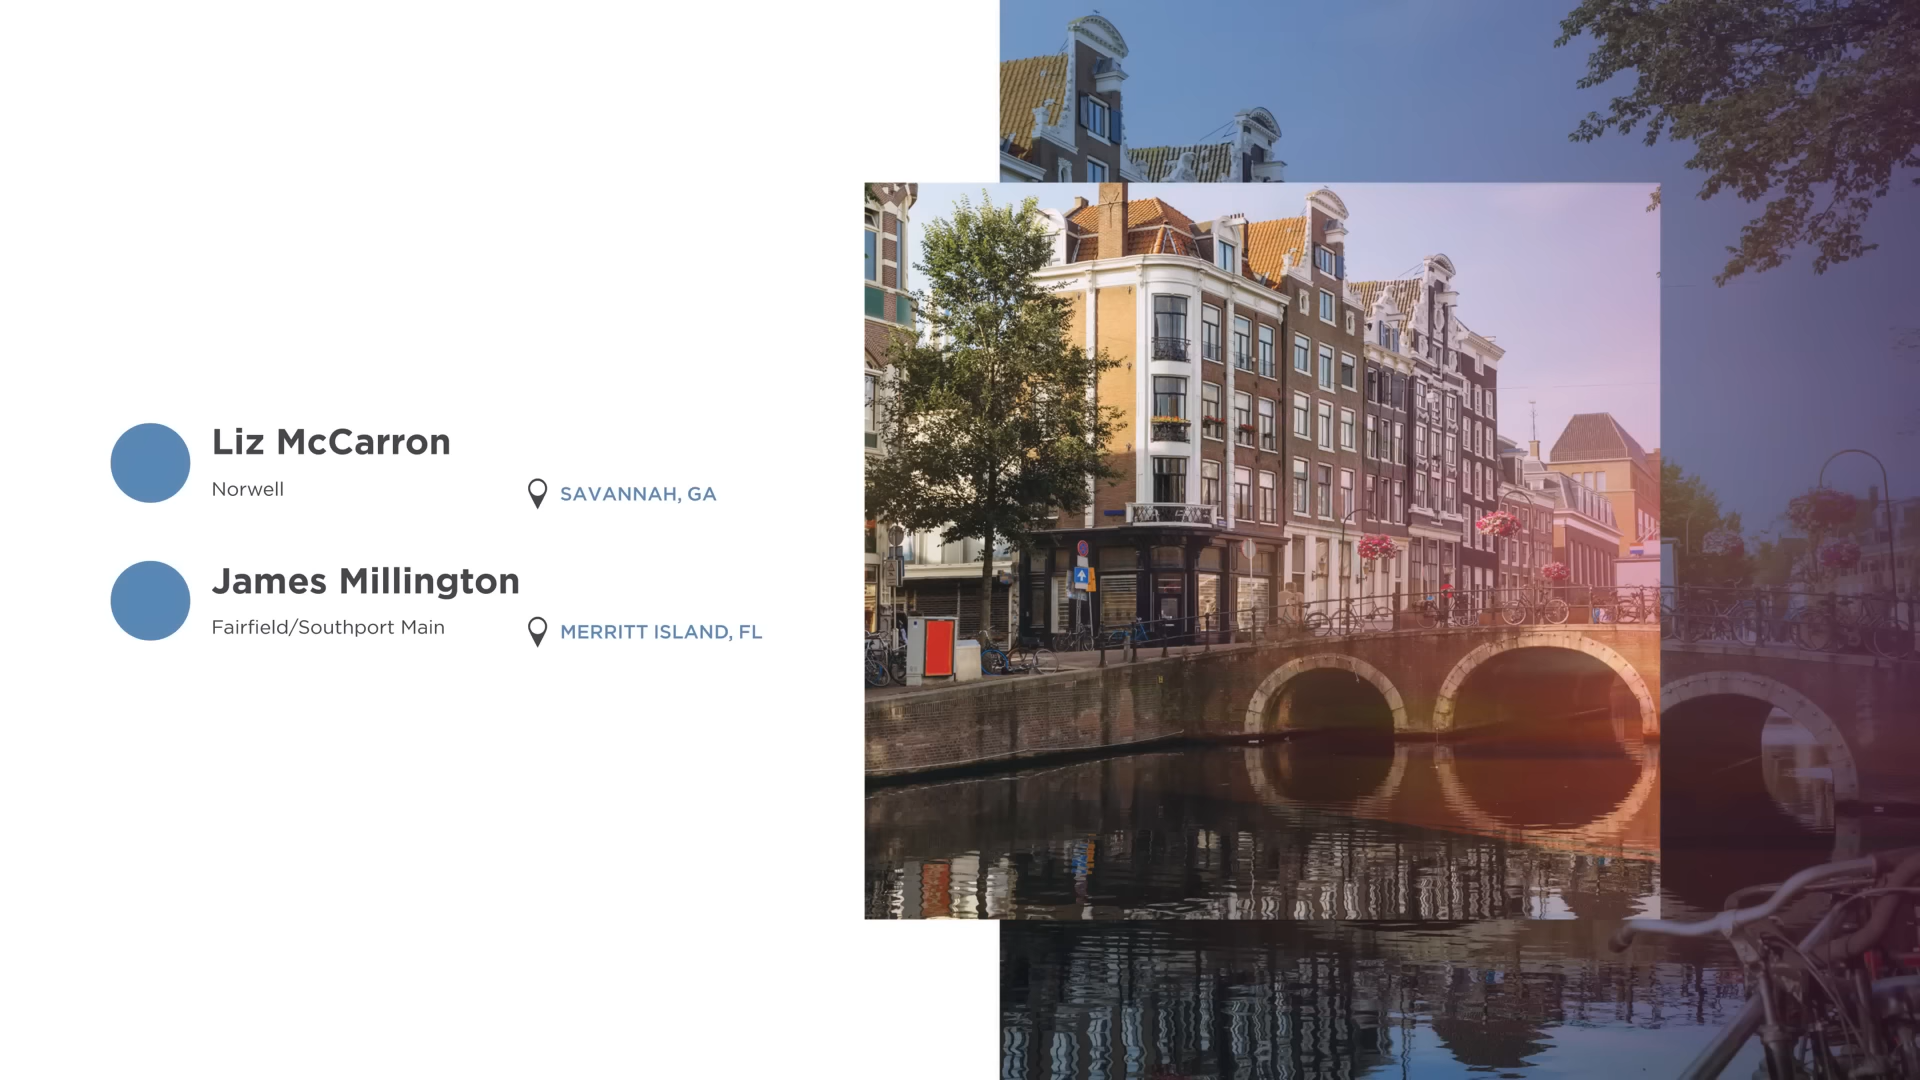 Liz McCarron
Norwell
SAVANNAH, GA
James Millington
Fairfield/Southport Main
MERRITT ISLAND, FL